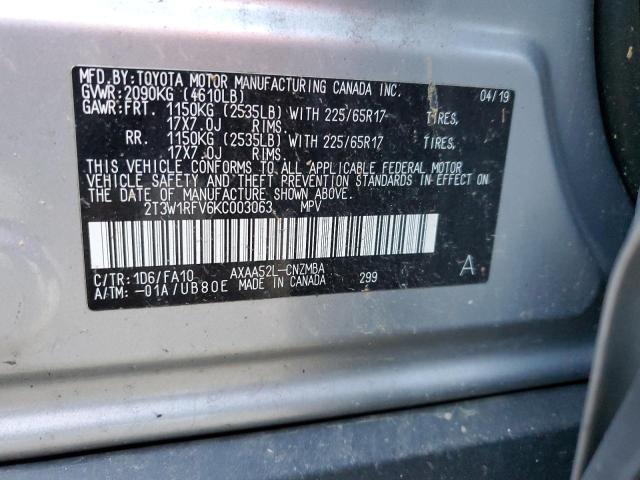 MFD.BY:TOYOTA MOTOR MANUFACTURING CANADA INC. 04/19
GVWR:2090KG (4610LB)
GAWR:FRT. 1150KG (2535LB) WITH 225/65R17 TIRES,
17X7.0J RIMS.
RR. 1150KG (2535LB) WITH 225/65R17 TIRES,
17X7.0J RIMS.
THIS VEHICLE CONFORMS TO ALL APPLICABLE FEDERAL MOTOR
VEHICLE SAFETY AND THEFT PREVENTION STANDARDS IN EFFECT ON
THE DATE OF MANUFACTURE SHOWN ABOVE.
2T3W1RFV6KC003063 MPV
C/TR:1D6/FA10 AXAA52L-CNZMBA A
A/TM:-01A/UB80E MADE IN CANADA 299